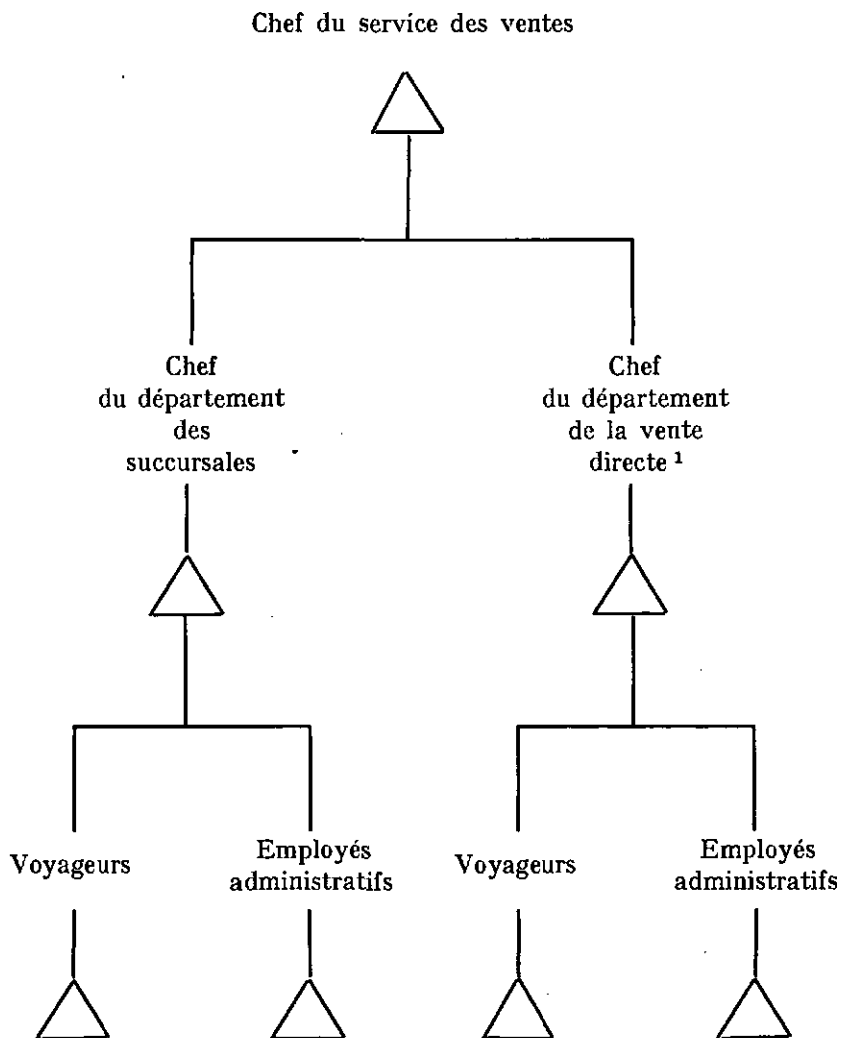 Chef du service des ventes
Chef
du département
des
succursales
Chef
du département
de la vente
directe ¹
Voyageurs
Employés
administratifs
Voyageurs
Employés
administratifs